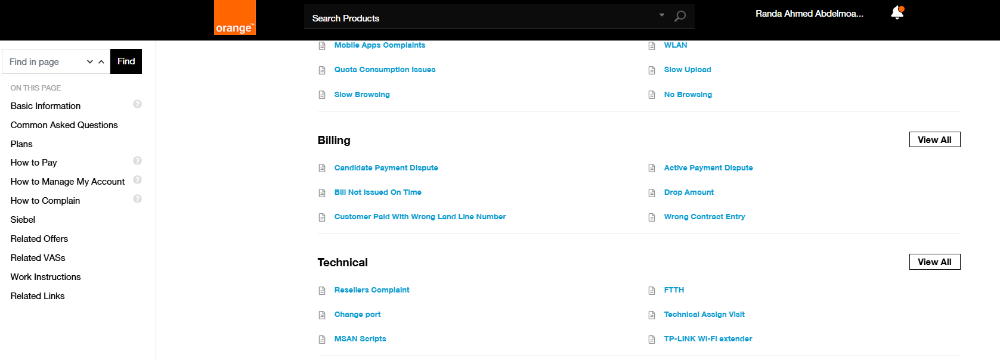 orange™
Search Products
Randa Ahmed Abdelmoa...
Find in page
Find
ON THIS PAGE
Basic Information
Common Asked Questions
Plans
How to Pay
How to Manage My Account
How to Complain
Siebel
Related Offers
Related VASs
Work Instructions
Related Links
Mobile Apps Complaints
WLAN
Quota Consumption Issues
Slow Upload
Slow Browsing
No Browsing
Billing
View All
Candidate Payment Dispute
Active Payment Dispute
Bill Not Issued On Time
Drop Amount
Customer Paid With Wrong Land Line Number
Wrong Contract Entry
Technical
View All
Resellers Complaint
FTTH
Change port
Technical Assign Visit
MSAN Scripts
TP-LINK Wi-Fi extender